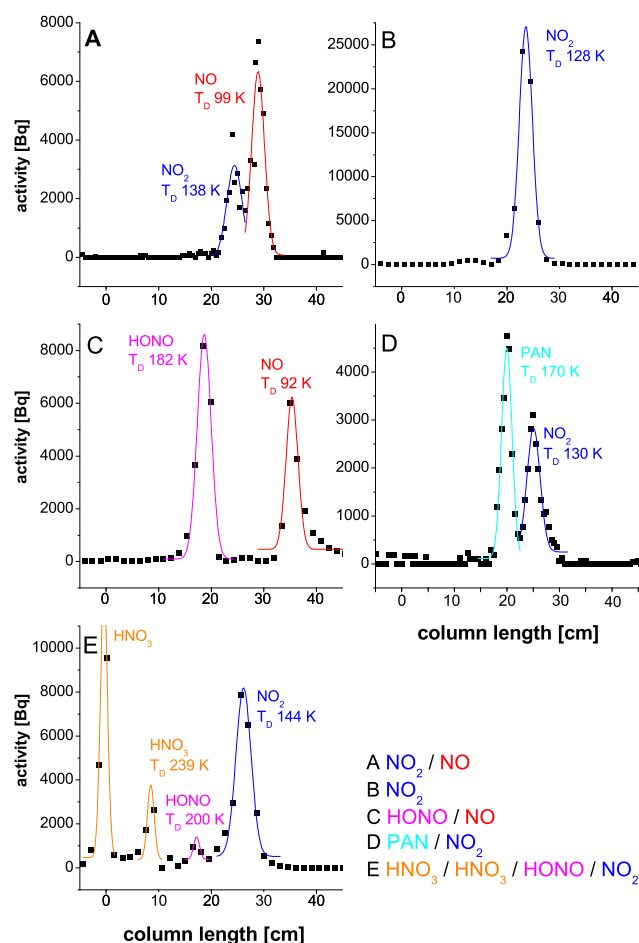 A
activity [Bq]
8000
6000
4000
2000
0
NO
T_D 99 K
NO₂
T_D 138 K
0 10 20 30 40
B
25000
20000
15000
10000
5000
0
NO₂
T_D 128 K
0 10 20 30 40
C
activity [Bq]
8000
6000
4000
2000
0
HONO
T_D 182 K
NO
T_D 92 K
0 10 20 30 40
D
4000
3000
2000
1000
0
PAN
T_D 170 K
NO₂
T_D 130 K
0 10 20 30 40
column length [cm]
E
activity [Bq]
10000
8000
6000
4000
2000
0
HNO₃
HNO₃
T_D 239 K
HONO
T_D 200 K
NO₂
T_D 144 K
0 10 20 30 40
column length [cm]
A NO₂ / NO
B NO₂
C HONO / NO
D PAN / NO₂
E HNO₃ / HNO₃ / HONO / NO₂